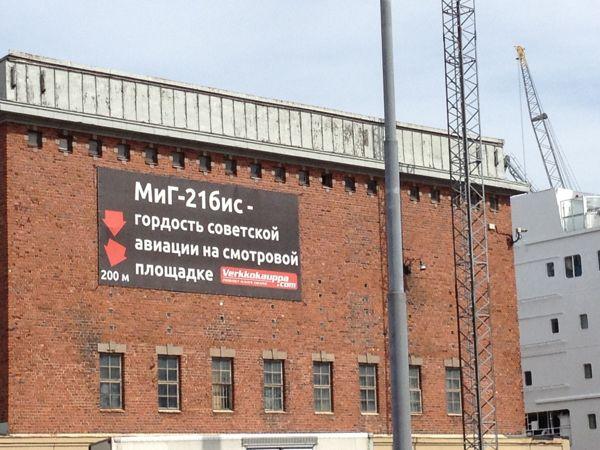 МиГ-21бис -
гордость советской
авиации на смотровой
200 м площадке Verkkokauppa
.com